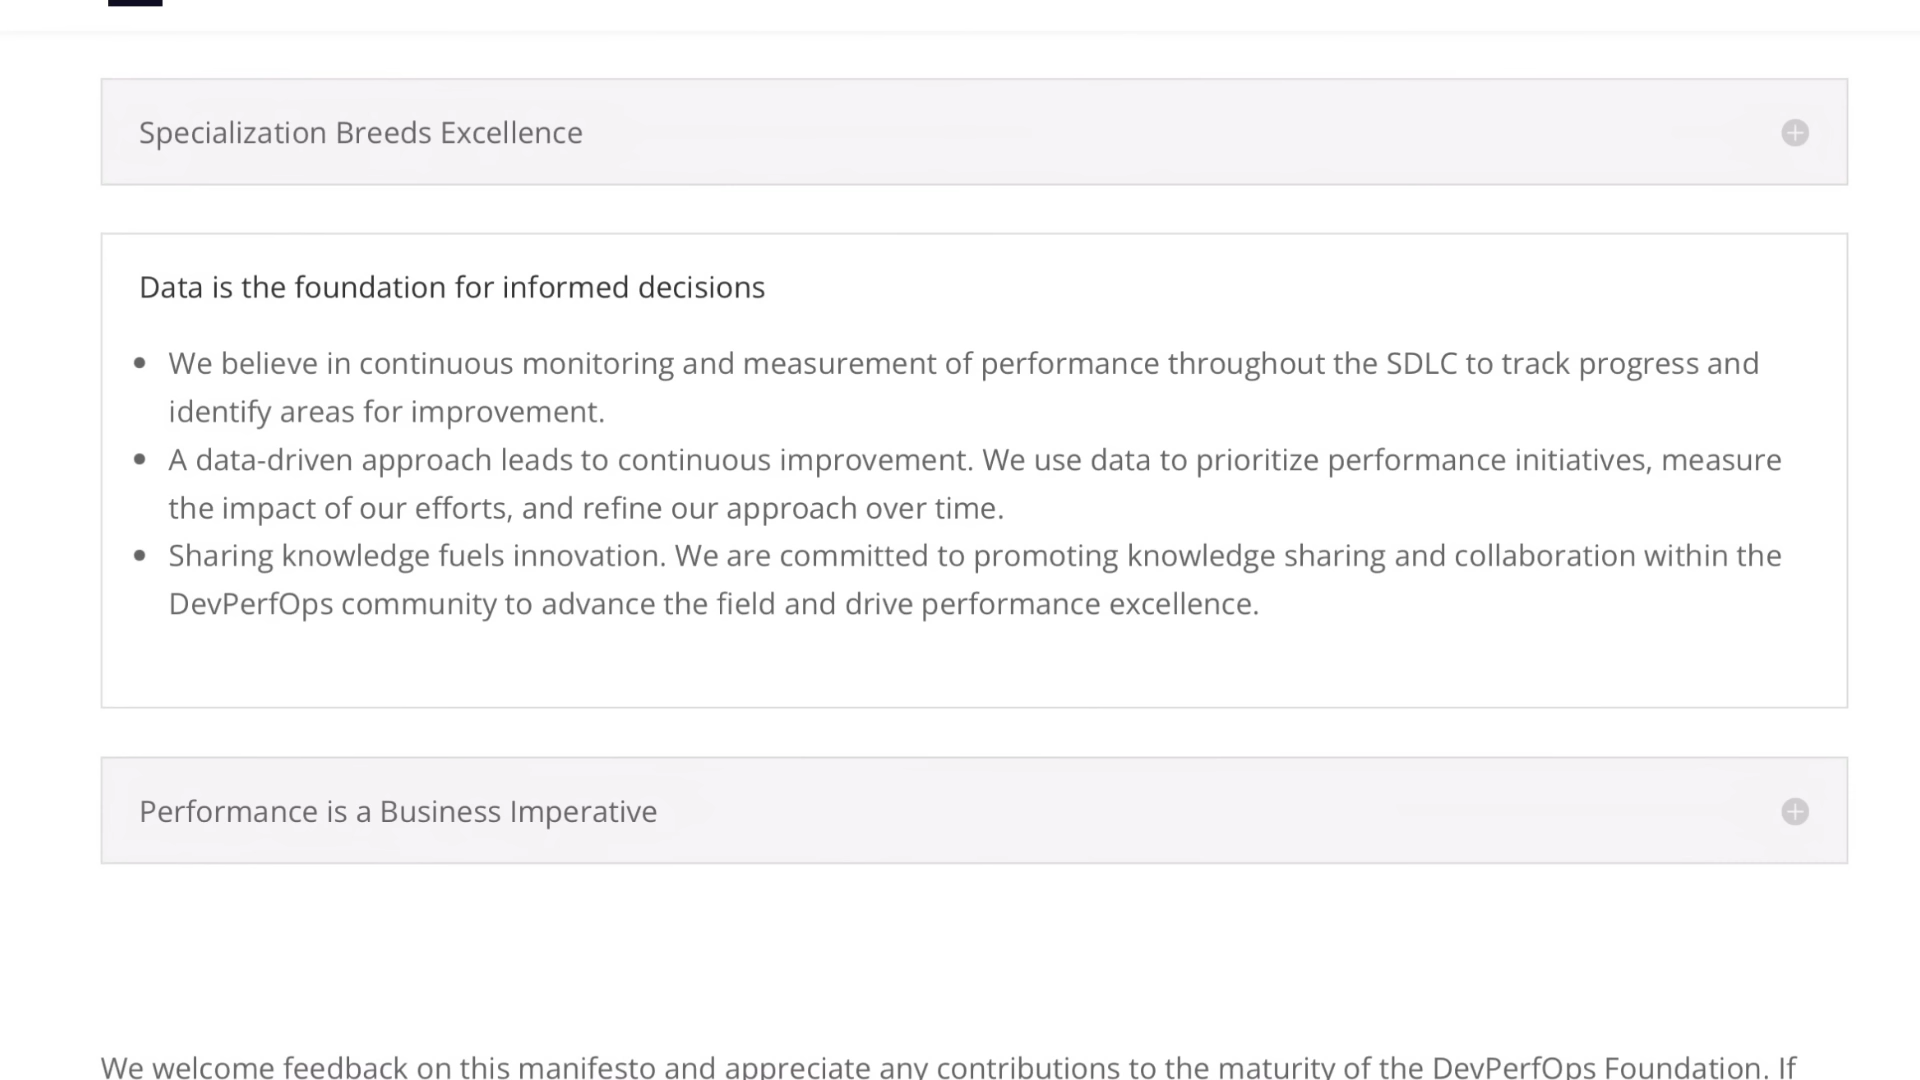 Specialization Breeds Excellence
Data is the foundation for informed decisions
We believe in continuous monitoring and measurement of performance throughout the SDLC to track progress and
identify areas for improvement.
A data-driven approach leads to continuous improvement. We use data to prioritize performance initiatives, measure
the impact of our efforts, and refine our approach over time.
Sharing knowledge fuels innovation. We are committed to promoting knowledge sharing and collaboration within the
DevPerfOps community to advance the field and drive performance excellence.
Performance is a Business Imperative
We welcome feedback on this manifesto and appreciate any contributions to the maturity of the DevPerfOps Foundation. If